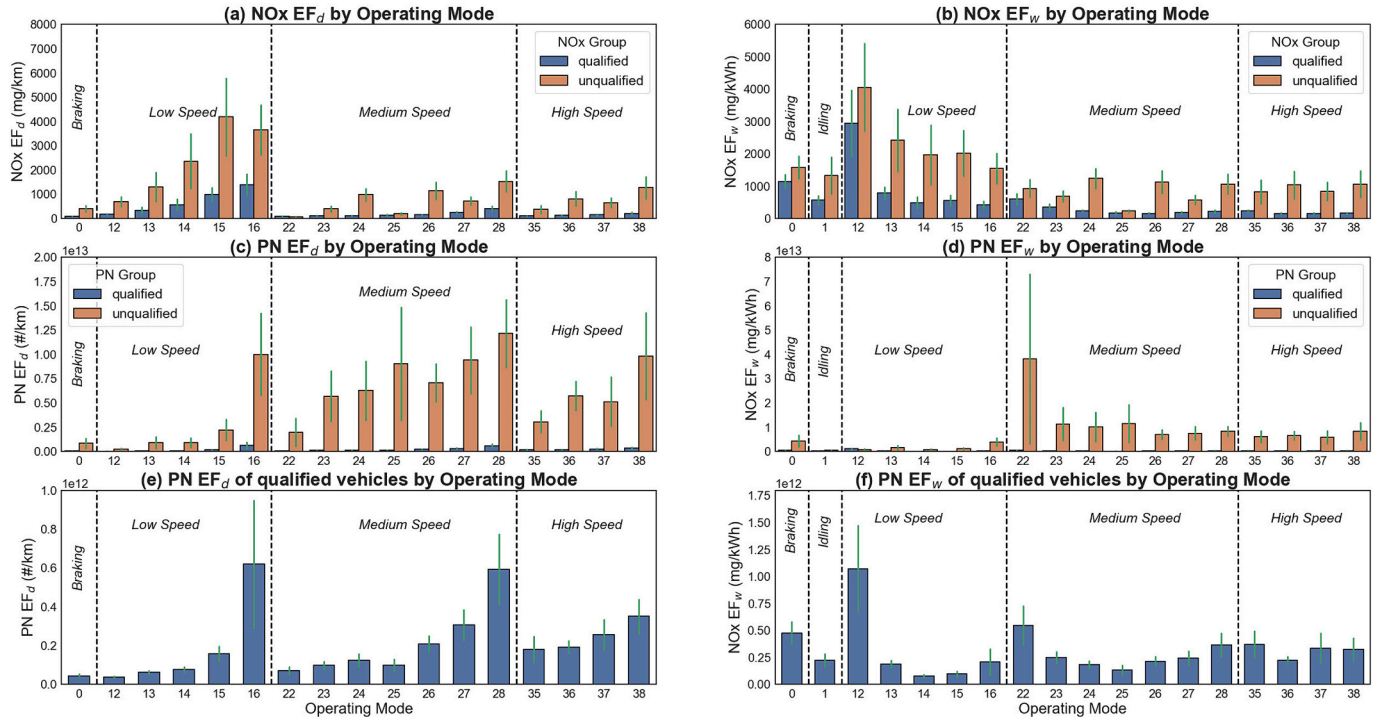 (a) NOx EFd by Operating Mode
8000
7000
6000
5000
4000
3000
2000
1000
0
NOx EFd (mg/km)
NOx Group
qualified
unqualified
Braking
Low Speed
Medium Speed
High Speed
0 12 13 14 15 16 22 23 24 25 26 27 28 35 36 37 38
(b) NOx EFw by Operating Mode
6000
5000
4000
3000
2000
1000
0
NOx EFw (mg/kWh)
NOx Group
qualified
unqualified
Braking
Idling
Low Speed
Medium Speed
High Speed
0 1 12 13 14 15 16 22 23 24 25 26 27 28 35 36 37 38
(c) PN EFd by Operating Mode
1e13
2.00
1.75
1.50
1.25
1.00
0.75
0.50
0.25
0.00
PN EFd (#/km)
PN Group
qualified
unqualified
Braking
Low Speed
Medium Speed
High Speed
0 12 13 14 15 16 22 23 24 25 26 27 28 35 36 37 38
(d) PN EFw by Operating Mode
1e13
8
7
6
5
4
3
2
1
0
NOx EFw (mg/kWh)
PN Group
qualified
unqualified
Braking
Idling
Low Speed
Medium Speed
High Speed
0 1 12 13 14 15 16 22 23 24 25 26 27 28 35 36 37 38
(e) PN EFd of qualified vehicles by Operating Mode
1e12
1.0
0.8
0.6
0.4
0.2
0.0
PN EFd (#/km)
Braking
Low Speed
Medium Speed
High Speed
0 12 13 14 15 16 22 23 24 25 26 27 28 35 36 37 38
Operating Mode
(f) PN EFw of qualified vehicles by Operating Mode
1e12
1.75
1.50
1.25
1.00
0.75
0.50
0.25
0.00
NOx EFw (mg/kWh)
Braking
Idling
Low Speed
Medium Speed
High Speed
0 1 12 13 14 15 16 22 23 24 25 26 27 28 35 36 37 38
Operating Mode